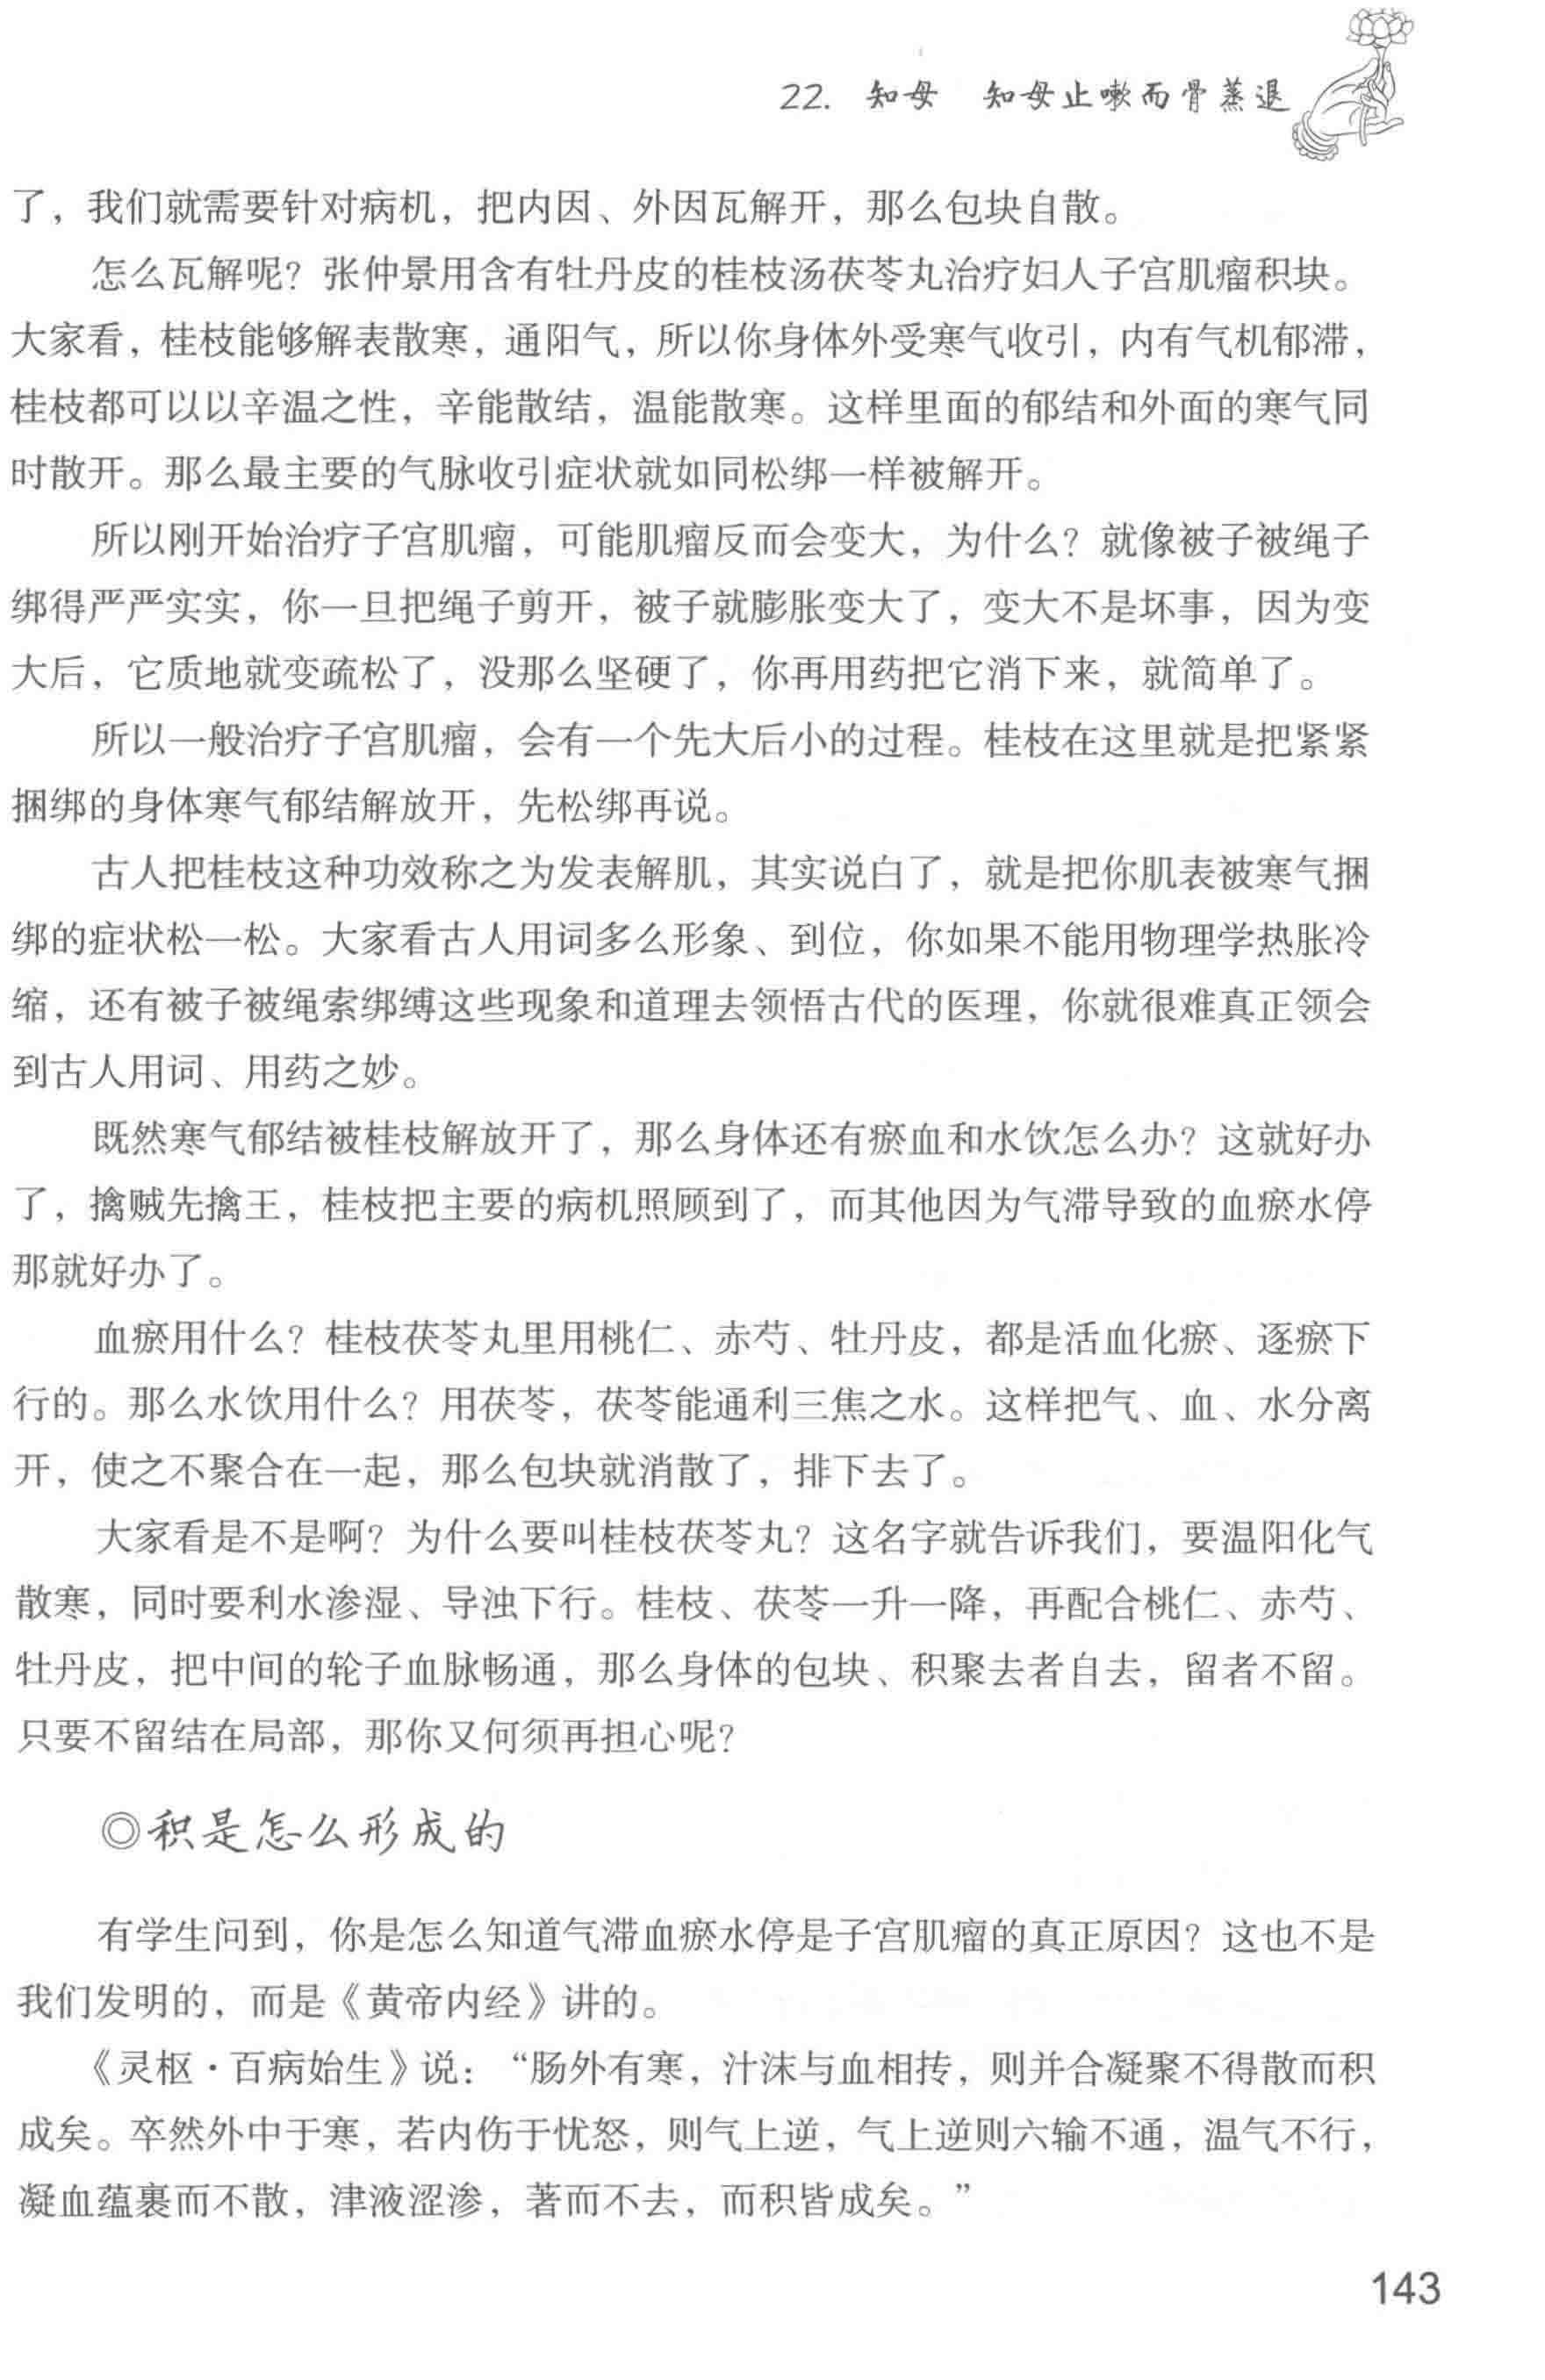 22. 知母　知母止嗽而骨蒸退
了，我们就需要针对病机，把内因、外因瓦解开，那么包块自散。
怎么瓦解呢？张仲景用含有牡丹皮的桂枝汤茯苓丸治疗妇人子宫肌瘤积块。
大家看，桂枝能够解表散寒，通阳气，所以你身体外受寒气收引，内有气机郁滞，
桂枝都可以以辛温之性，辛能散结，温能散寒。这样里面的郁结和外面的寒气同
时散开。那么最主要的气脉收引症状就如同松绑一样被解开。
所以刚开始治疗子宫肌瘤，可能肌瘤反而会变大，为什么？就像被子被绳子
绑得严严实实，你一旦把绳子剪开，被子就膨胀变大了，变大不是坏事，因为变
大后，它质地就变疏松了，没那么坚硬了，你再用药把它消下来，就简单了。
所以一般治疗子宫肌瘤，会有一个先大后小的过程。桂枝在这里就是把紧紧
捆绑的身体寒气郁结解放开，先松绑再说。
古人把桂枝这种功效称之为发表解肌，其实说白了，就是把你肌表被寒气捆
绑的症状松一松。大家看古人用词多么形象、到位，你如果不能用物理学热胀冷
缩，还有被子被绳索绑缚这些现象和道理去领悟古代的医理，你就很难真正领会
到古人用词、用药之妙。
既然寒气郁结被桂枝解放开了，那么身体还有瘀血和水饮怎么办？这就好办
了，擒贼先擒王，桂枝把主要的病机照顾到了，而其他因为气滞导致的血瘀水停
那就好办了。
血瘀用什么？桂枝茯苓丸里用桃仁、赤芍、牡丹皮，都是活血化瘀、逐瘀下
行的。那么水饮用什么？用茯苓，茯苓能通利三焦之水。这样把气、血、水分离
开，使之不聚合在一起，那么包块就消散了，排下去了。
大家看是不是啊？为什么要叫桂枝茯苓丸？这名字就告诉我们，要温阳化气
散寒，同时要利水渗湿、导浊下行。桂枝、茯苓一升一降，再配合桃仁、赤芍、
牡丹皮，把中间的轮子血脉畅通，那么身体的包块、积聚去者自去，留者不留。
只要不留结在局部，那你又何须再担心呢？
◎积是怎么形成的
有学生问到，你是怎么知道气滞血瘀水停是子宫肌瘤的真正原因？这也不是
我们发明的，而是《黄帝内经》讲的。
《灵枢·百病始生》说：“肠外有寒，汁沫与血相抟，则并合凝聚不得散而积
成矣。卒然外中于寒，若内伤于忧怒，则气上逆，气上逆则六输不通，温气不行，
凝血蕴裹而不散，津液涩渗，著而不去，而积皆成矣。”
143